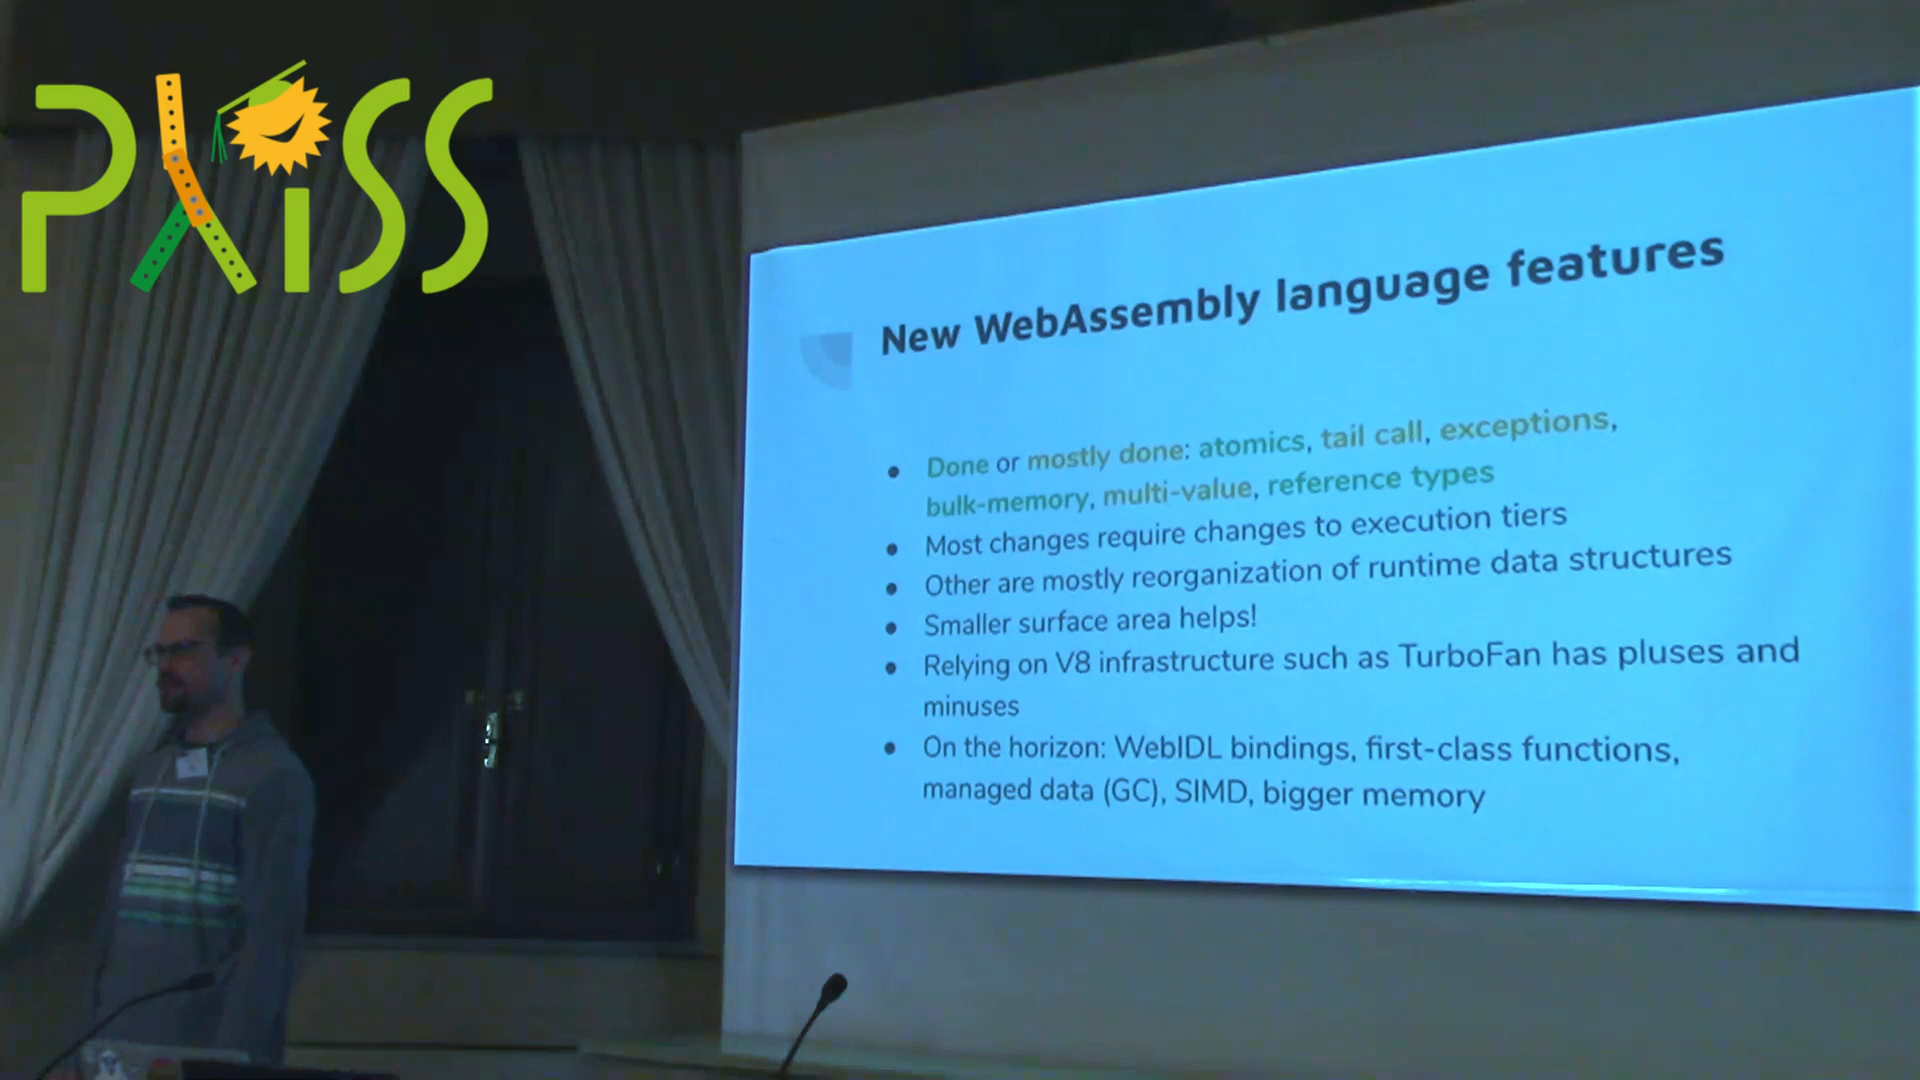 PLISS
New WebAssembly language features
● Done or mostly done: atomics, tail call, exceptions,
bulk-memory, multi-value, reference types
● Most changes require changes to execution tiers
● Other are mostly reorganization of runtime data structures
● Smaller surface area helps!
● Relying on V8 infrastructure such as TurboFan has pluses and
minuses
● On the horizon: WebIDL bindings, first-class functions,
managed data (GC), SIMD, bigger memory